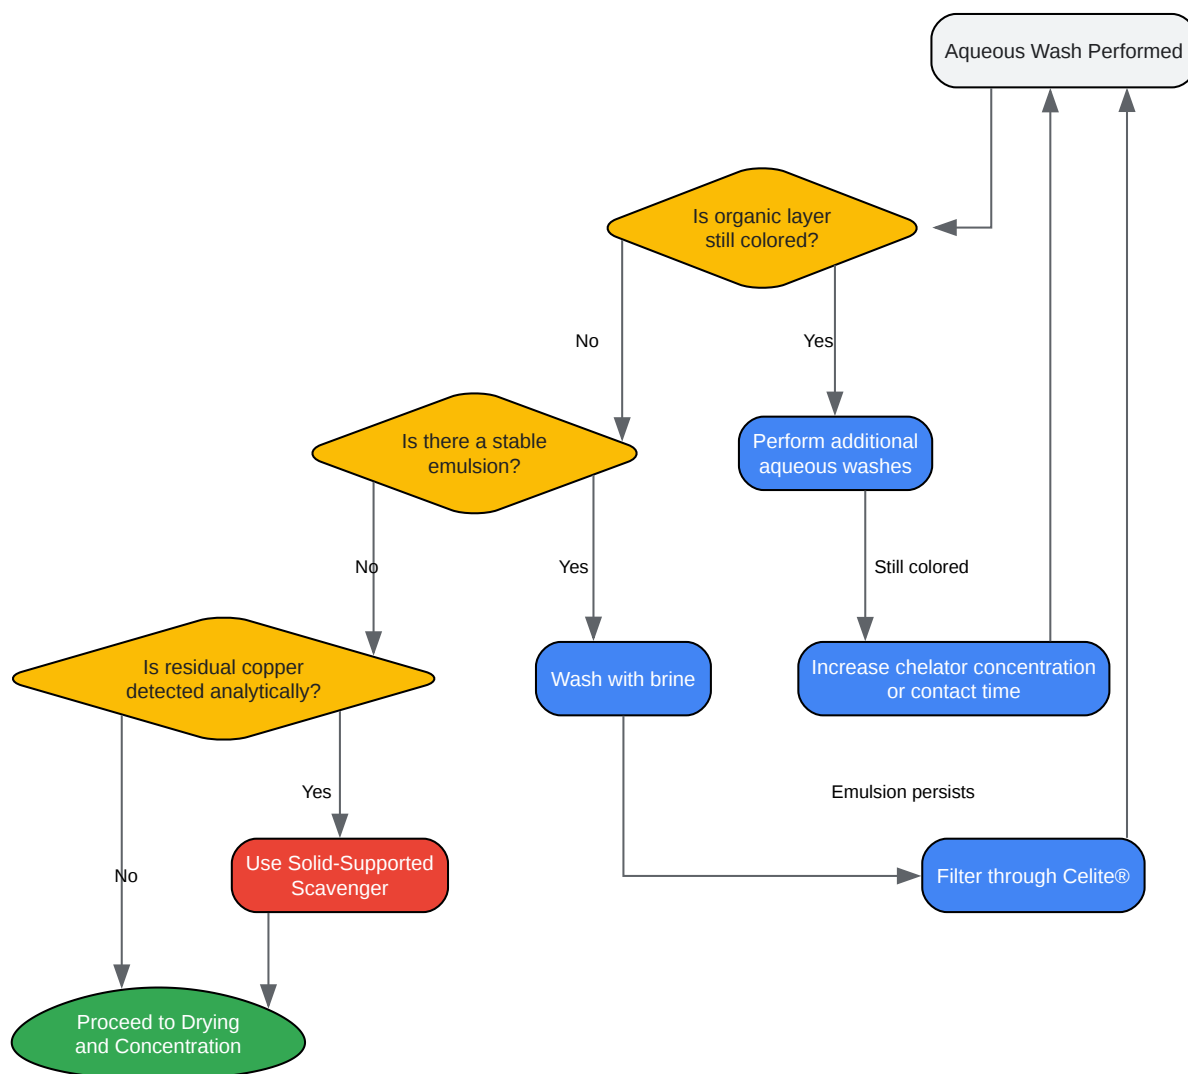 Aqueous Wash Performed
Is organic layer
still colored?
No
Yes
Is there a stable
emulsion?
Perform additional
aqueous washes
No
Yes
Still colored
Is residual copper
detected analytically?
Wash with brine
Increase chelator concentration
or contact time
Yes
Emulsion persists
No
Use Solid-Supported
Scavenger
Filter through Celite®
Proceed to Drying
and Concentration